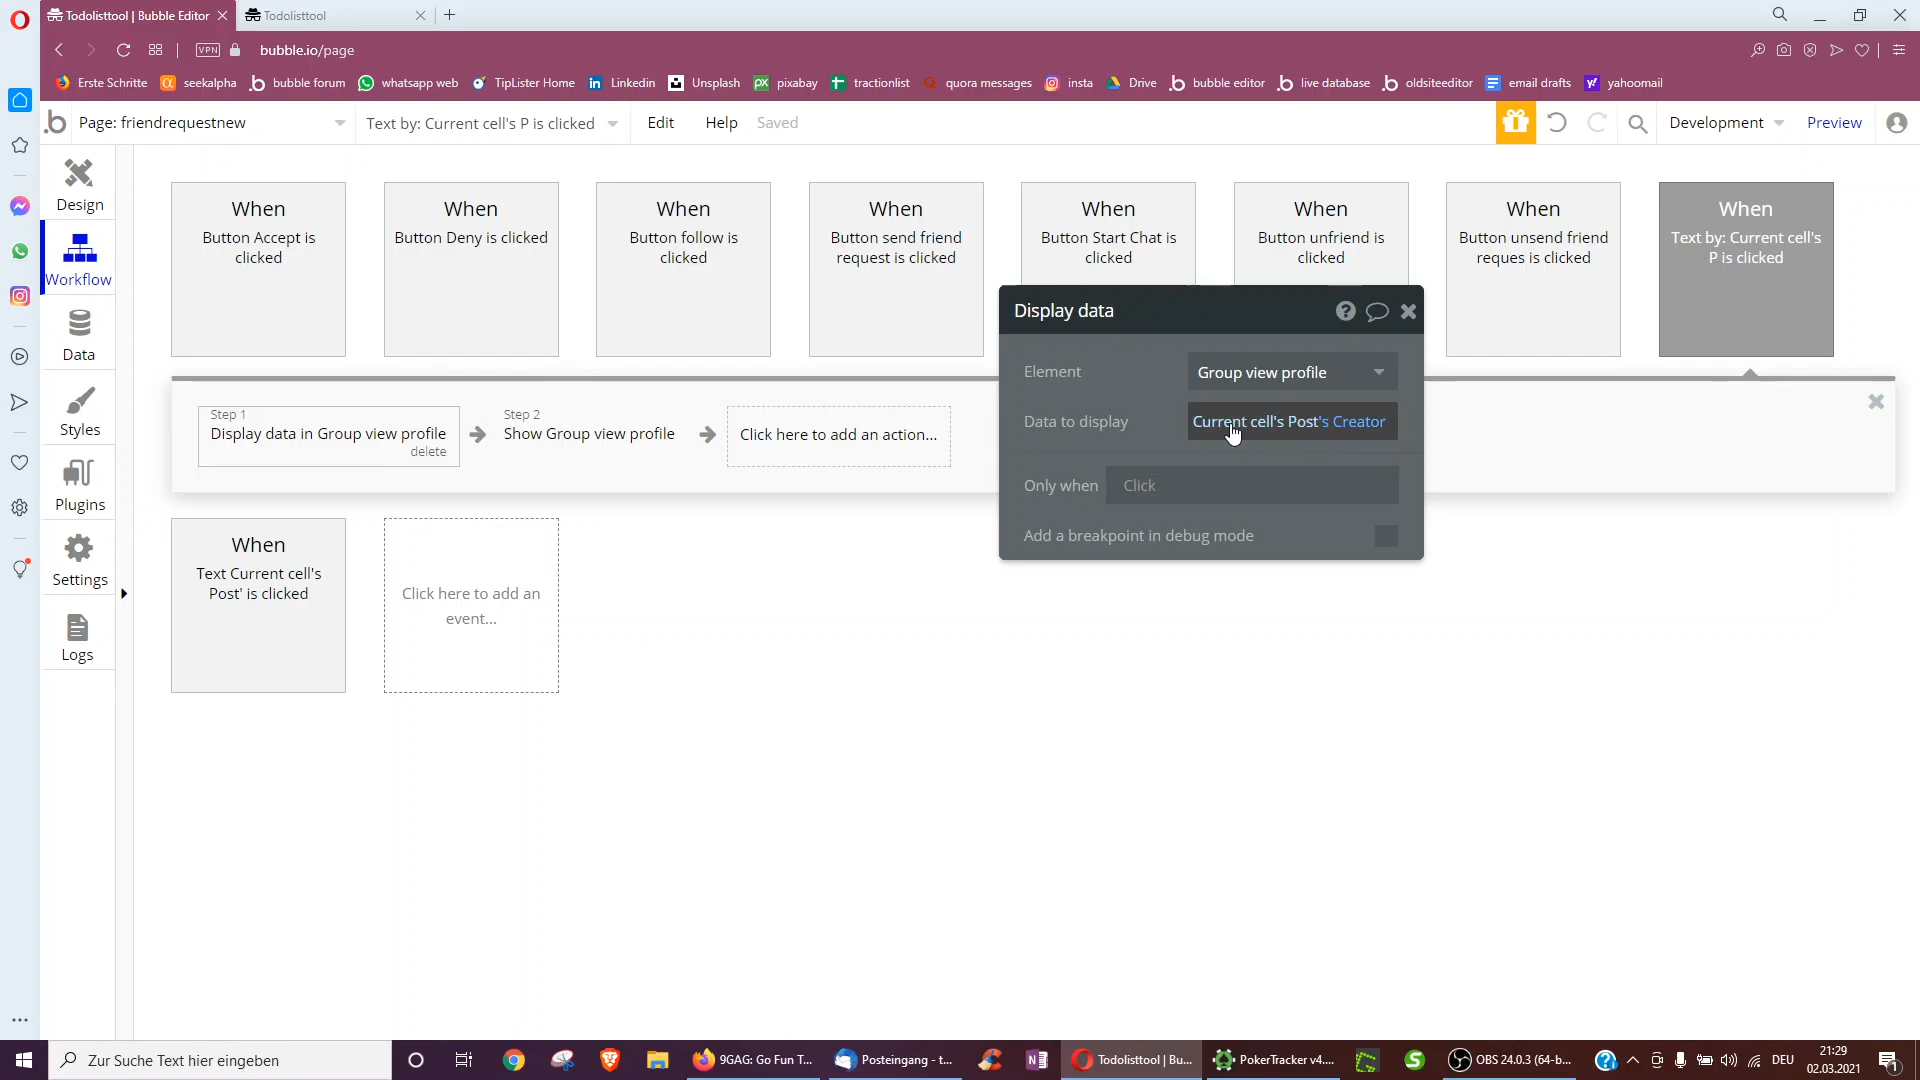 Todolisttool | Bubble Editor
Todolisttool
VPN
bubble.io/page
Erste Schritte
seekalpha
bubble forum
whatsapp web
TipLister Home
Linkedin
Unsplash
pixabay
tractionlist
quora messages
insta
Drive
bubble editor
live database
oldsiteeditor
email drafts
yahoomail
Page: friendrequestnew
Text by: Current cell's P is clicked
Edit
Help
Saved
Development
Preview
Design
Workflow
Data
Styles
Plugins
Settings
Logs
When
Button Accept is
clicked
When
Button Deny is clicked
When
Button follow is
clicked
When
Button send friend
request is clicked
When
Button Start Chat is
clicked
When
Button unfriend is
clicked
When
Button unsend friend
reques is clicked
When
Text by: Current cell's
P is clicked
Display data
Element
Group view profile
Data to display
Current cell's Post's Creator
Only when
Click
Add a breakpoint in debug mode
Step 1
Display data in Group view profile
delete
Step 2
Show Group view profile
Click here to add an action...
When
Text Current cell's
Post' is clicked
Click here to add an
event...
Zur Suche Text hier eingeben
9GAG: Go Fun T...
Posteingang - t...
Todolisttool | Bu...
PokerTracker v4....
OBS 24.0.3 (64-b...
DEU
21:29
02.03.2021
1